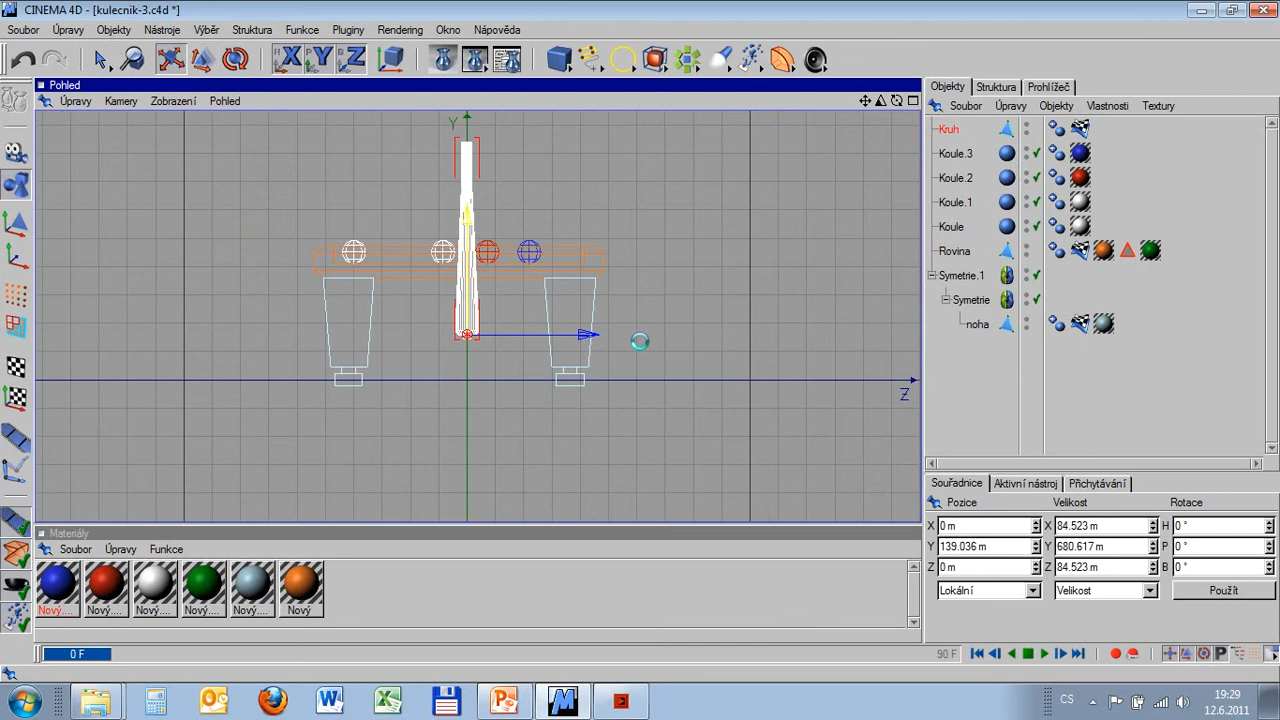 CINEMA 4D - [kulecnik-3.c4d *]
Soubor Úpravy Objekty Nástroje Výběr Struktura Funkce Pluginy Rendering Okno Nápověda
X Y Z
Pohled
Úpravy Kamery Zobrazení Pohled
Y
Z
Objekty Struktura Prohlížeč
Soubor Úpravy Objekty Vlastnosti Textury
Kruh
Koule.3
Koule.2
Koule.1
Koule
Rovina
Symetrie.1
Symetrie
noha
Souřadnice Aktivní nástroj Přichytávání
Pozice Velikost Rotace
X 0 m X 84.523 m H 0 °
Y 139.036 m Y 680.617 m P 0 °
Z 0 m Z 84.523 m B 0 °
Lokální Velikost Použít
Materiály
Soubor Úpravy Funkce
Nový.... Nový.... Nový.... Nový.... Nový.... Nový
0 F 90 F
P
CS 19:29
12.6.2011